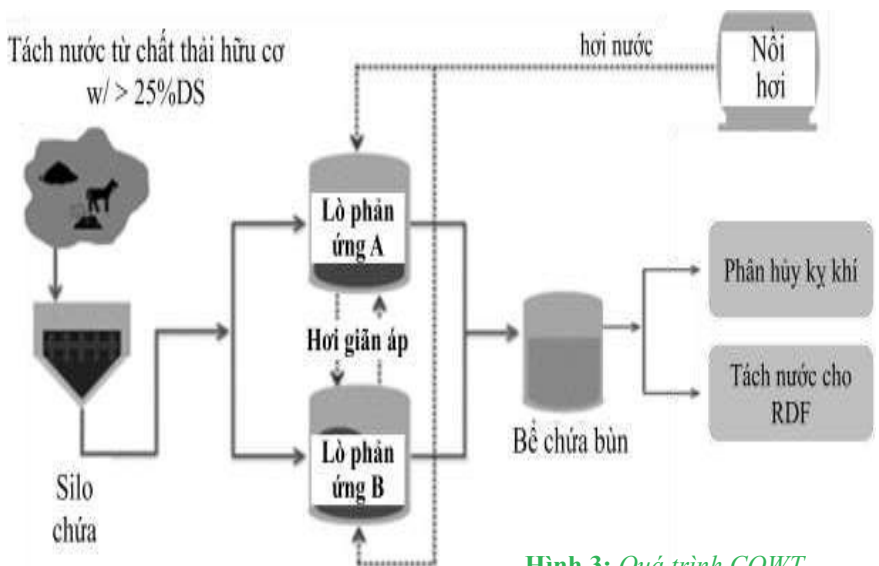 Tách nước từ chất thải hữu cơ
w/ > 25%DS
hơi nước
Nồi
hơi
Lò phản
ứng A
Hơi giãn áp
Lò phản
ứng B
Silo
chứa
Bể chứa bùn
Phân hủy kỵ khí
Tách nước cho
RDF
Hình 3: Quá trình COWT